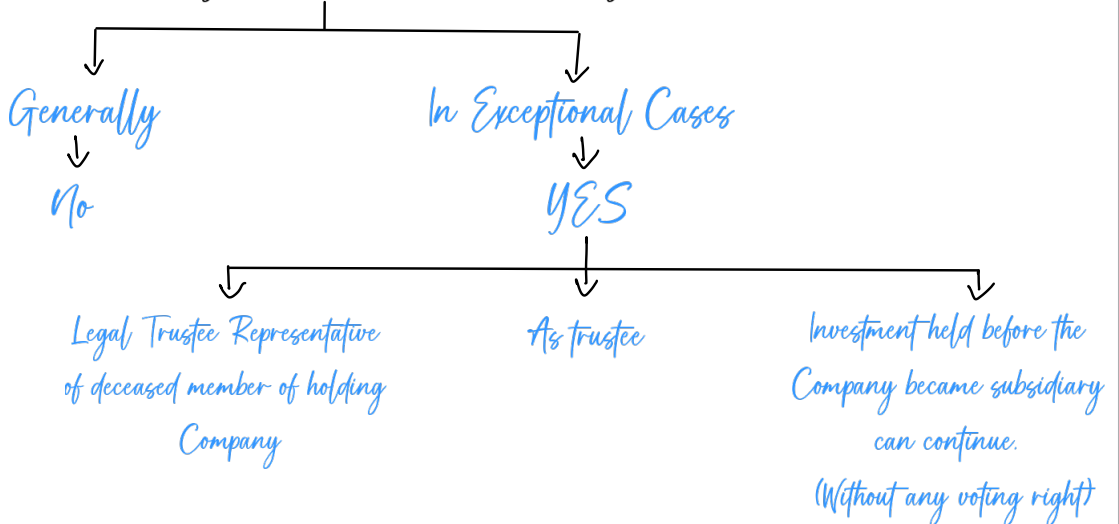 Generally
In Exceptional Cases
No
YES
Legal Trustee Representative
of deceased member of holding
Company
As trustee
Investment held before the
Company became subsidiary
can continue.
(Without any voting right)